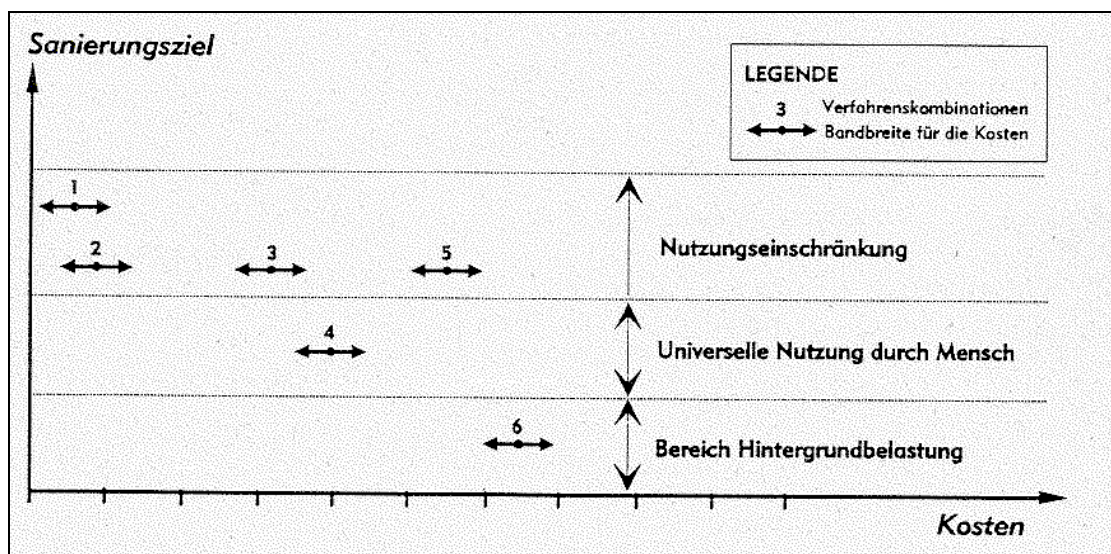 Sanierungsziel
LEGENDE
3 Verfahrenskombinationen
Bandbreite für die Kosten
1
2 3 5
Nutzungseinschränkung
4
Universelle Nutzung durch Mensch
6
Bereich Hintergrundbelastung
Kosten